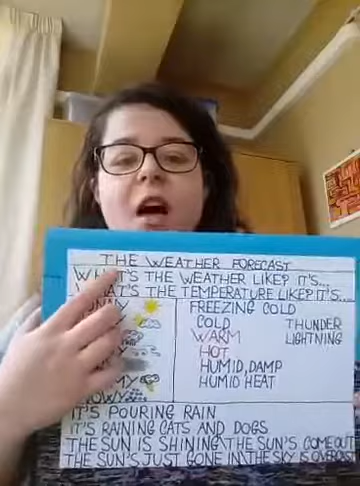 THE WEATHER FORECAST
WHAT'S THE WEATHER LIKE? IT'S...
WHAT'S THE TEMPERATURE LIKE? IT'S...
FREEZING COLD
COLD
WARM
HOT
HUMID, DAMP
HUMID HEAT
THUNDER
LIGHTNING
IT'S POURING RAIN
IT'S RAINING CATS AND DOGS
THE SUN IS SHINING THE SUN'S COME OUT
THE SUN'S JUST GONE IN THE SKY IS OVERCAST